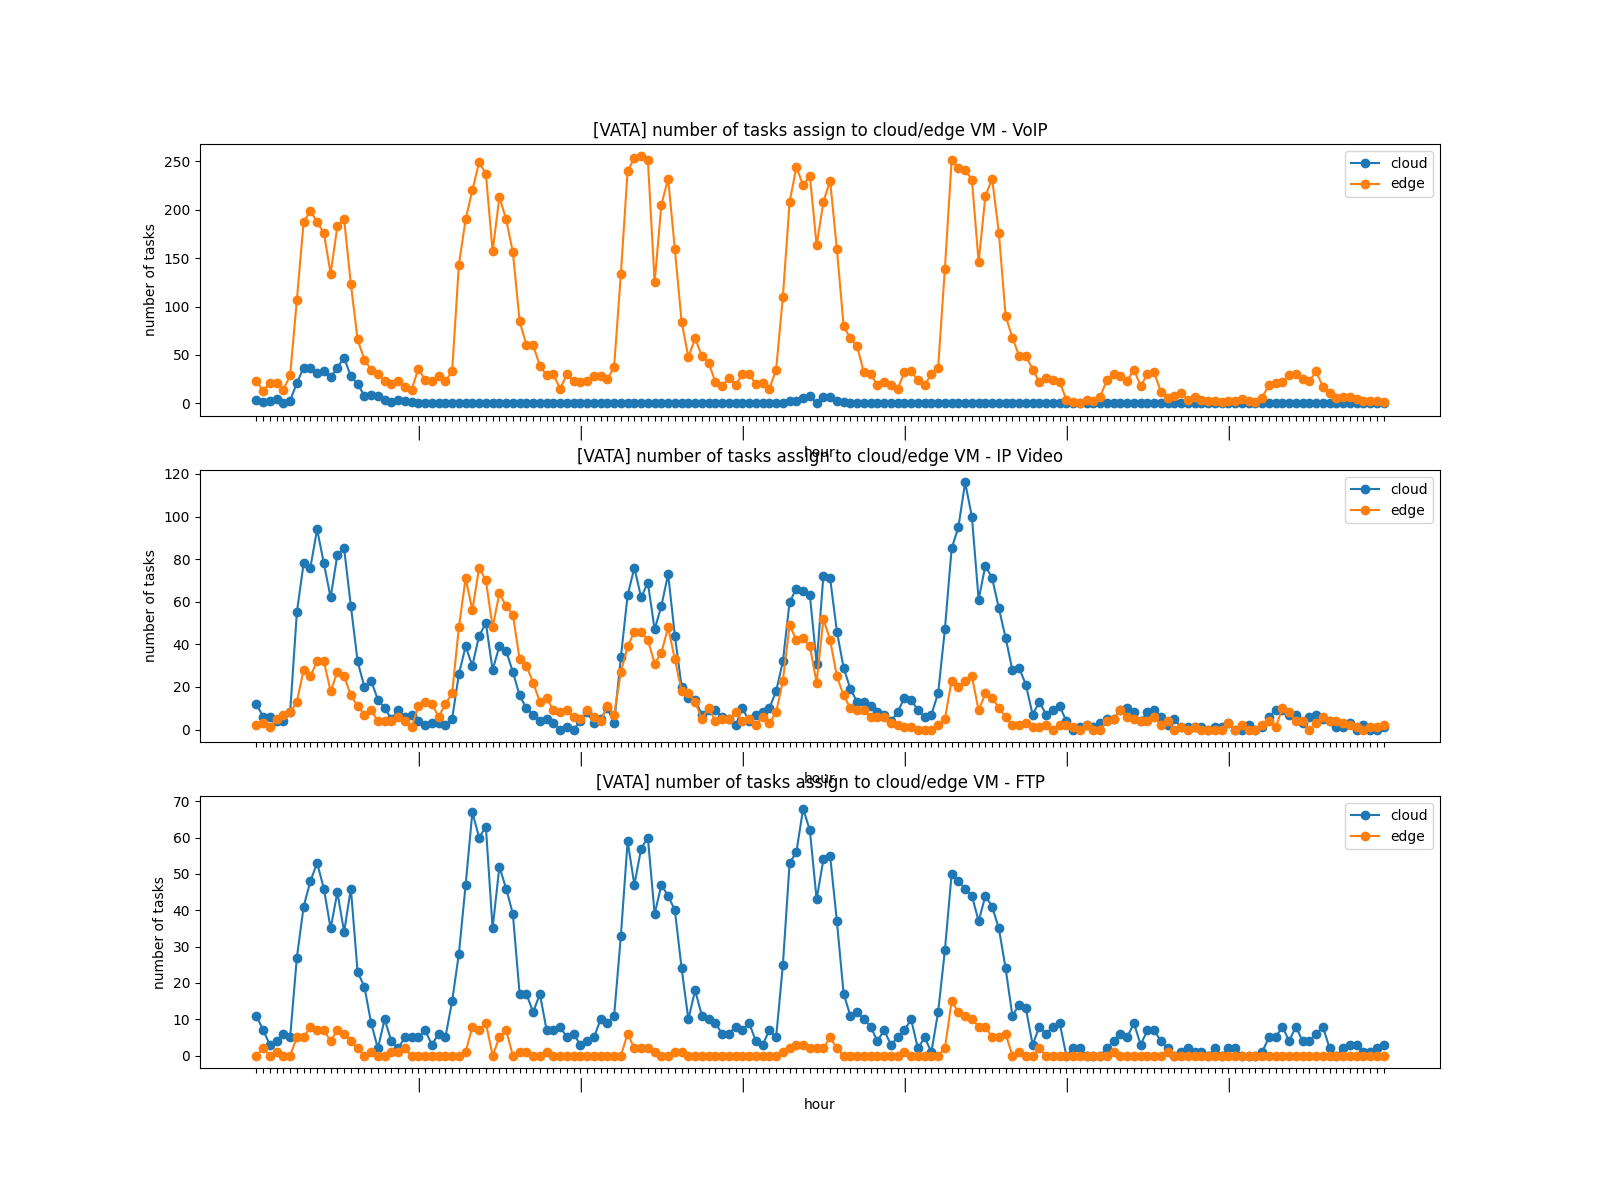 [VATA] number of tasks assign to cloud/edge VM - VoIP
250
200
150
100
50
0
number of tasks
cloud
edge
hour
[VATA] number of tasks assign to cloud/edge VM - IP Video
120
100
80
60
40
20
0
number of tasks
cloud
edge
hour
[VATA] number of tasks assign to cloud/edge VM - FTP
70
60
50
40
30
20
10
0
number of tasks
cloud
edge
hour